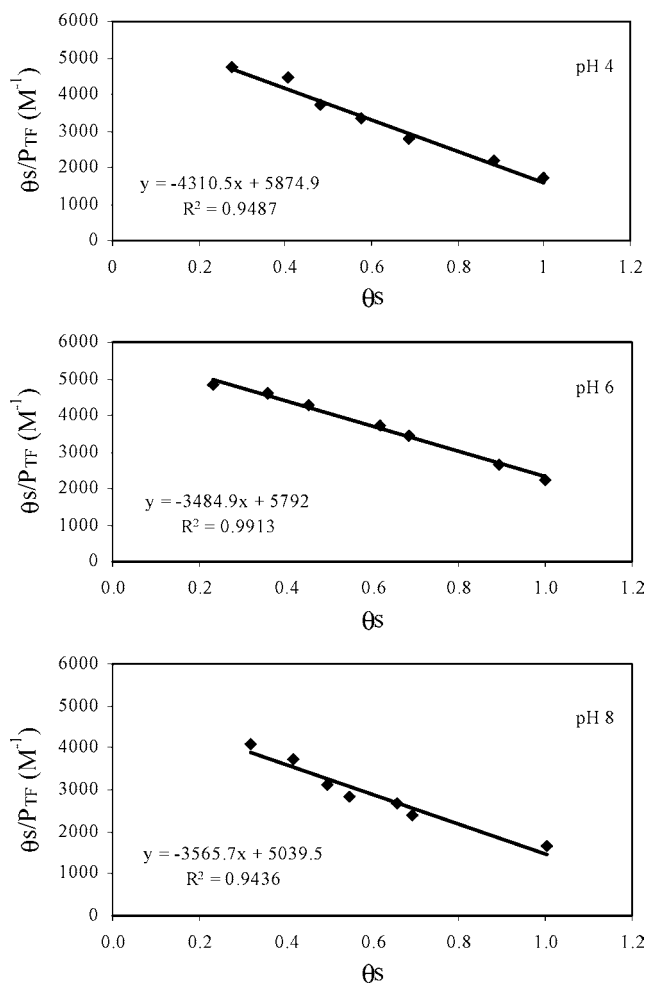 6000
5000
4000
3000
2000
1000
0
θs/PTF (M⁻¹)
pH 4
y = -4310.5x + 5874.9
R² = 0.9487
0 0.2 0.4 0.6 0.8 1 1.2
θs
6000
5000
4000
3000
2000
1000
0
θs/PTF (M⁻¹)
pH 6
y = -3484.9x + 5792
R² = 0.9913
0.0 0.2 0.4 0.6 0.8 1.0 1.2
θs
6000
5000
4000
3000
2000
1000
0
θs/PTF (M⁻¹)
pH 8
y = -3565.7x + 5039.5
R² = 0.9436
0.0 0.2 0.4 0.6 0.8 1.0 1.2
θs